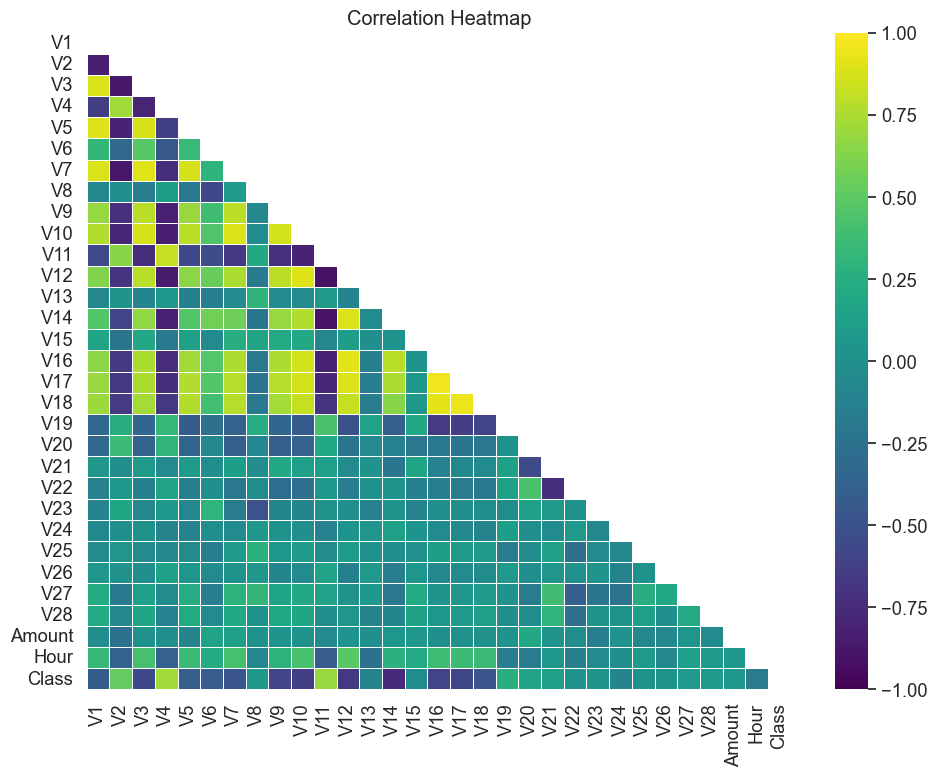 Correlation Heatmap
V1
V2
V3
V4
V5
V6
V7
V8
V9
V10
V11
V12
V13
V14
V15
V16
V17
V18
V19
V20
V21
V22
V23
V24
V25
V26
V27
V28
Amount
Hour
Class
V1
V2
V3
V4
V5
V6
V7
V8
V9
V10
V11
V12
V13
V14
V15
V16
V17
V18
V19
V20
V21
V22
V23
V24
V25
V26
V27
V28
Amount
Hour
Class
1.00
0.75
0.50
0.25
0.00
−0.25
−0.50
−0.75
−1.00